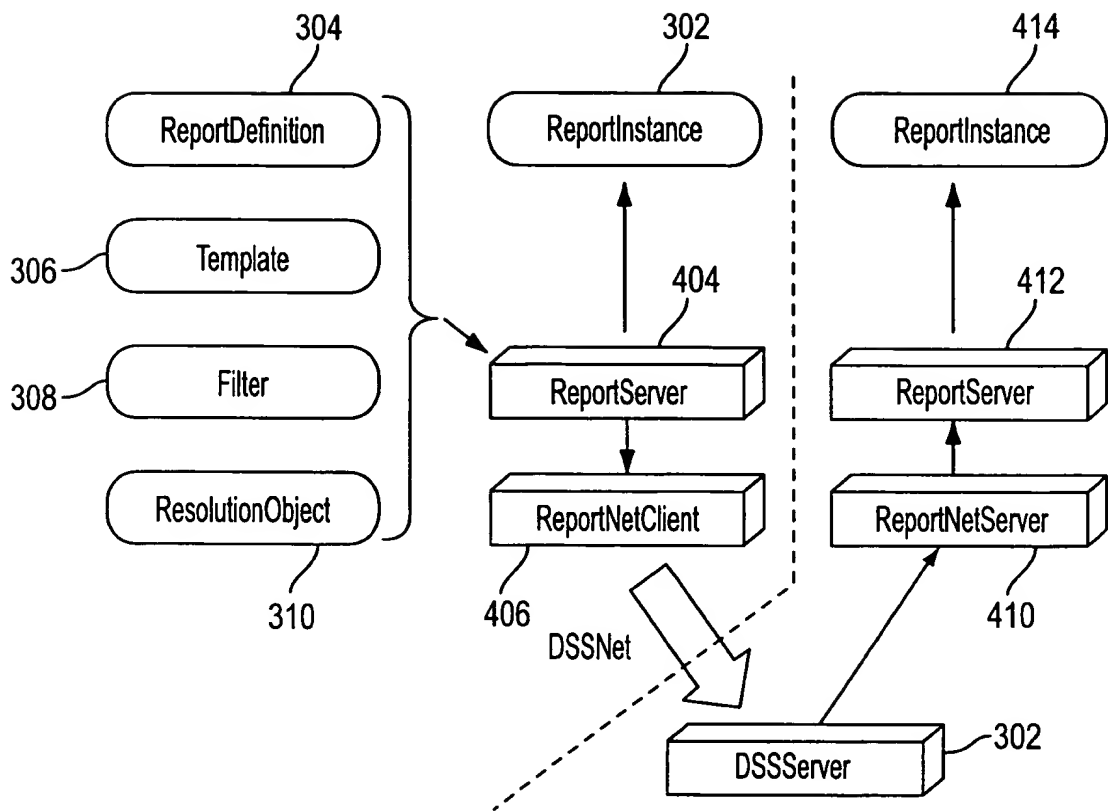 304
302
414
ReportDefinition
ReportInstance
ReportInstance
306
Template
404
412
308
Filter
ReportServer
ReportServer
ResolutionObject
ReportNetClient
ReportNetServer
310
406
410
DSSNet
DSSServer
302